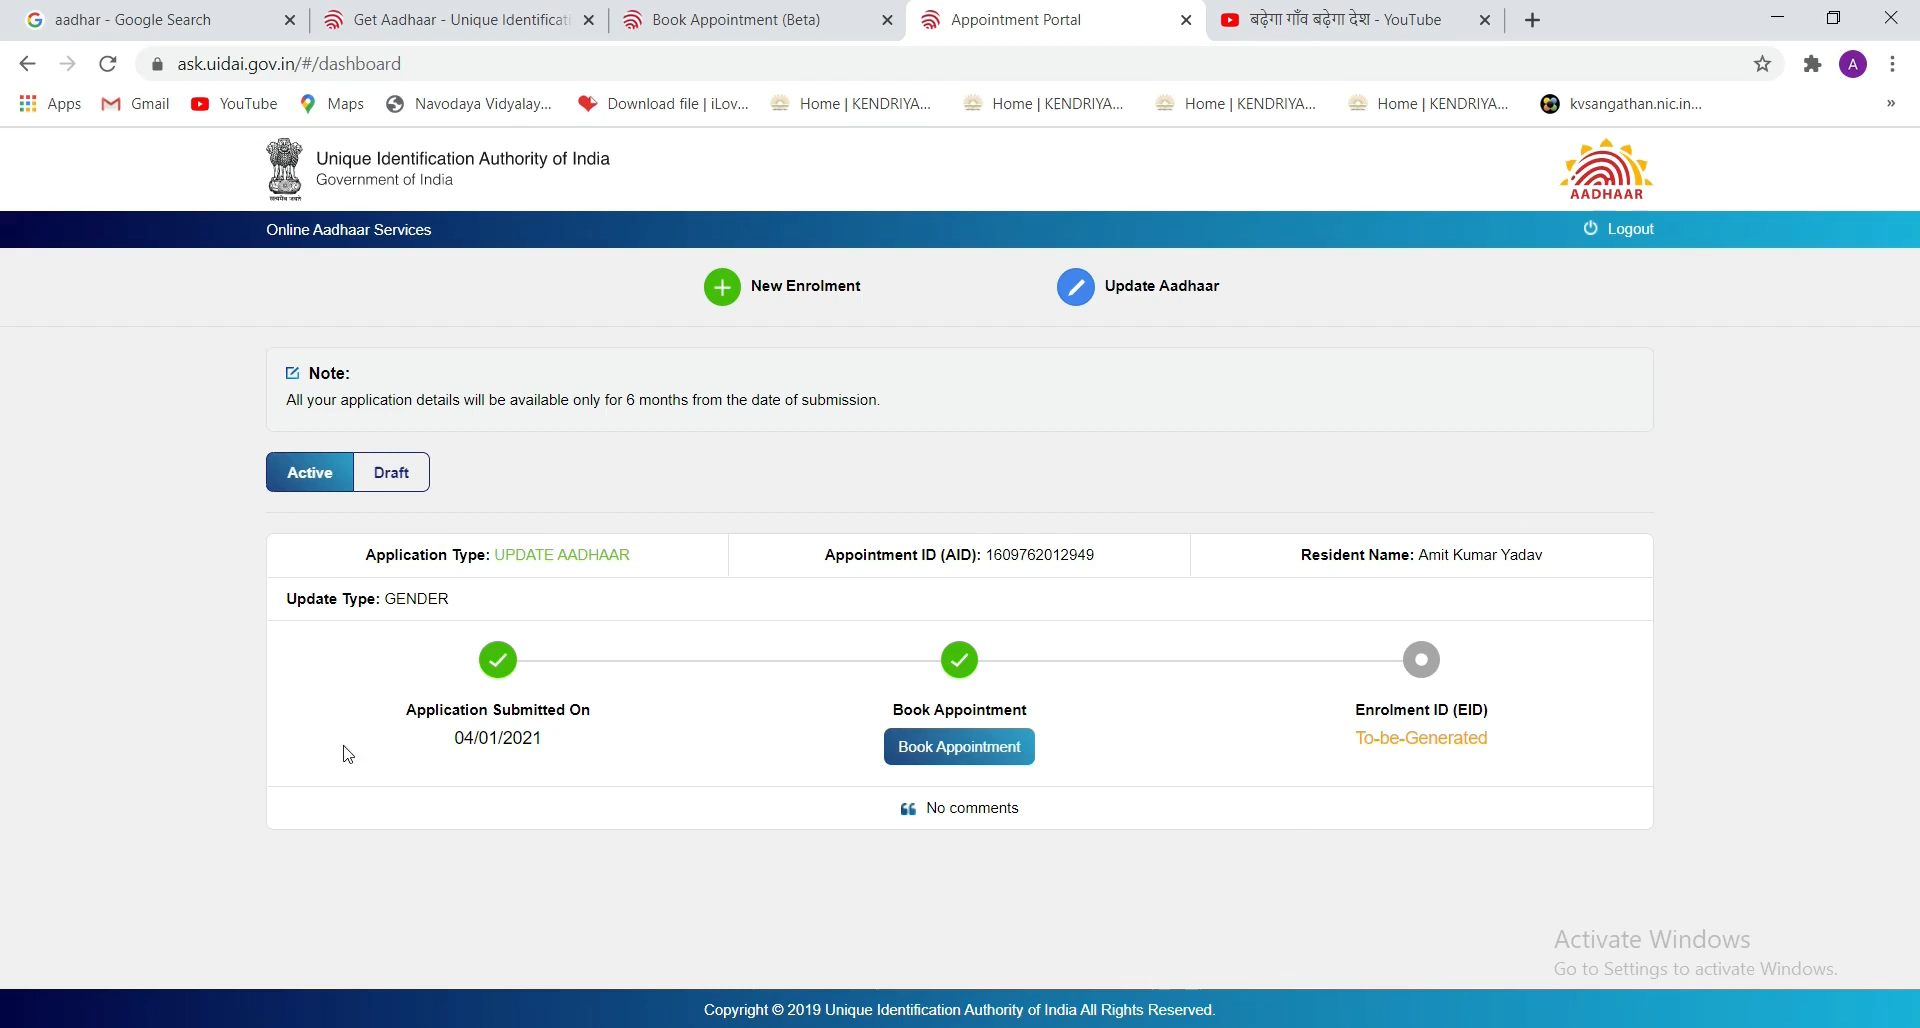 aadhar - Google Search
Get Aadhaar - Unique Identificati
Book Appointment (Beta)
Appointment Portal
बढ़ेगा गाँव बढ़ेगा देश - YouTube
ask.uidai.gov.in/#/dashboard
A
Apps
Gmail
YouTube
Maps
Navodaya Vidyalay...
Download file | iLov...
Home | KENDRIYA...
Home | KENDRIYA...
Home | KENDRIYA...
Home | KENDRIYA...
kvsangathan.nic.in...
»
Unique Identification Authority of India
Government of India
सत्यमेव जयते
AADHAAR
Online Aadhaar Services
Logout
New Enrolment
Update Aadhaar
Note:
All your application details will be available only for 6 months from the date of submission.
Active
Draft
Application Type: UPDATE AADHAAR
Appointment ID (AID): 1609762012949
Resident Name: Amit Kumar Yadav
Update Type: GENDER
Application Submitted On
Book Appointment
Enrolment ID (EID)
04/01/2021
Book Appointment
To-be-Generated
No comments
Activate Windows
Go to Settings to activate Windows.
Copyright © 2019 Unique Identification Authority of India All Rights Reserved.